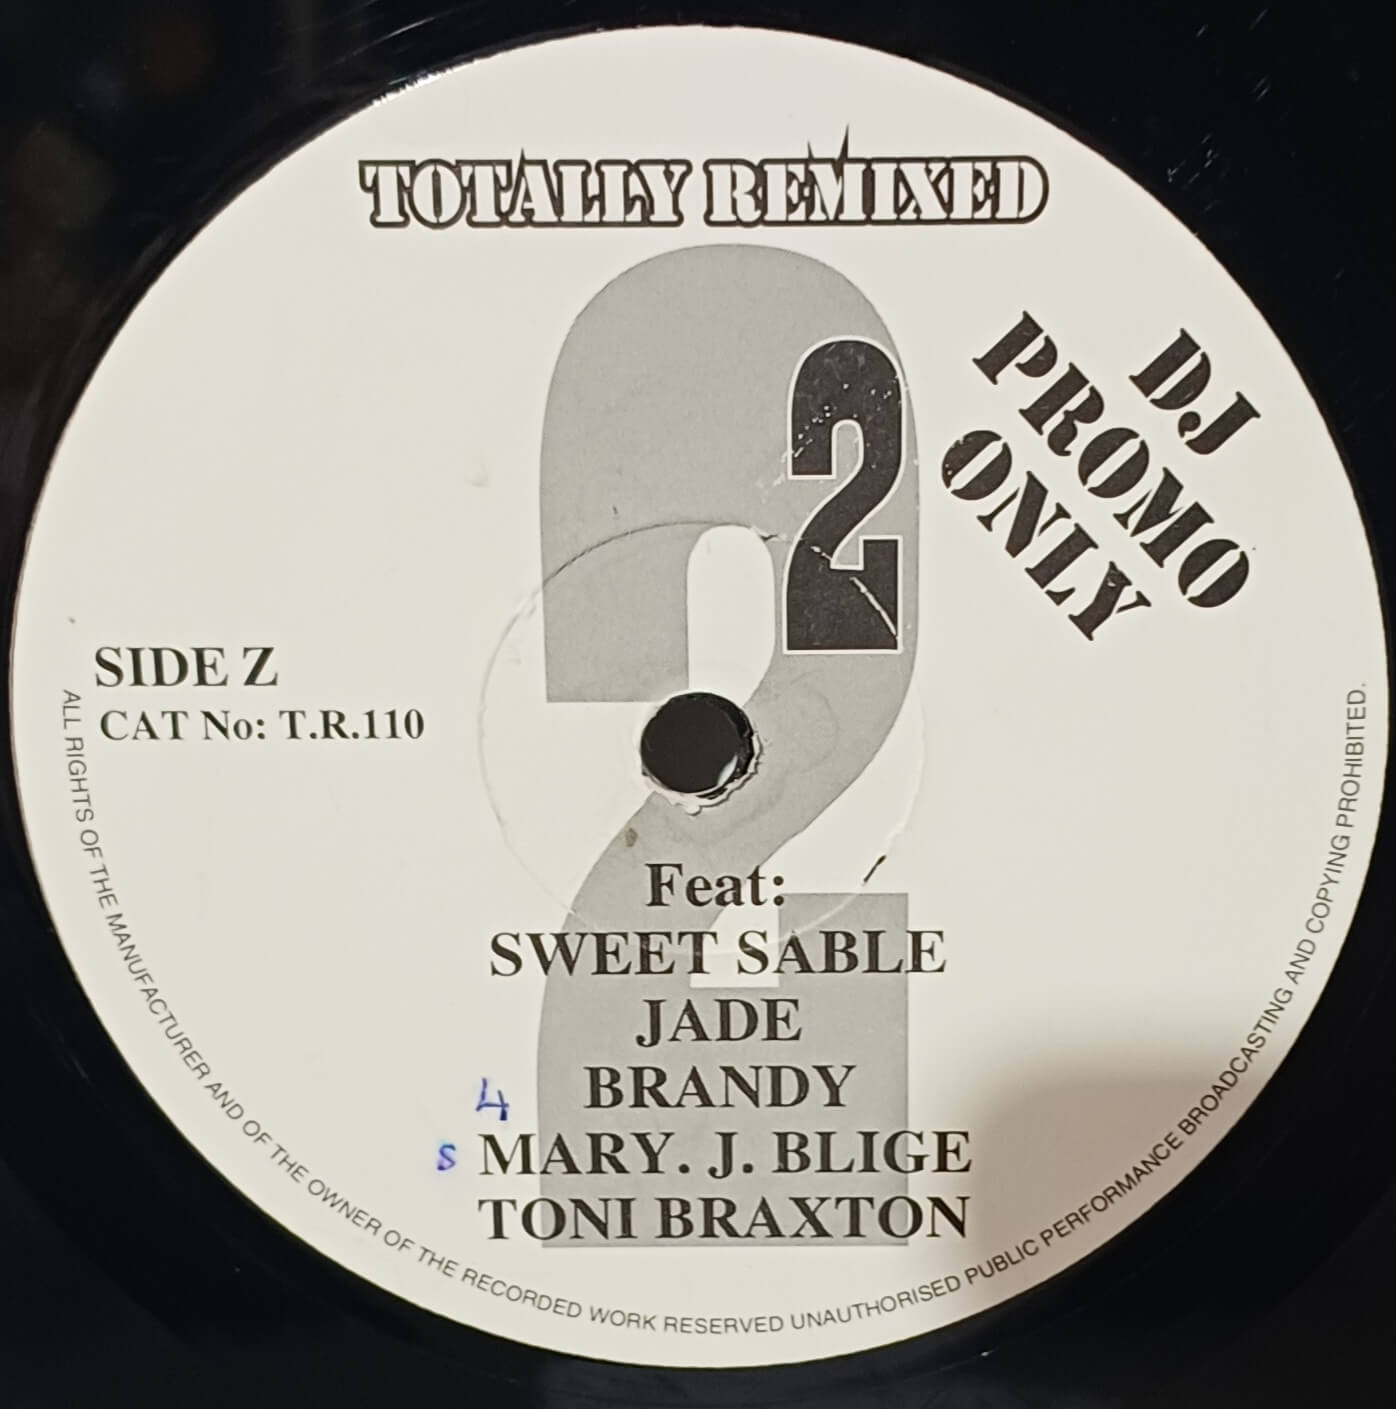 TOTALLY REMIXED
2
2
DJ
PROMO
ONLY
SIDE Z
CAT No: T.R.110
Feat:
SWEET SABLE
JADE
BRANDY
4
s MARY. J. BLIGE
TONI BRAXTON
ALL RIGHTS OF THE MANUFACTURER AND OF THE OWNER OF THE RECORDED WORK RESERVED UNAUTHORISED PUBLIC PERFORMANCE BROADCASTING AND COPYING PROHIBITED.